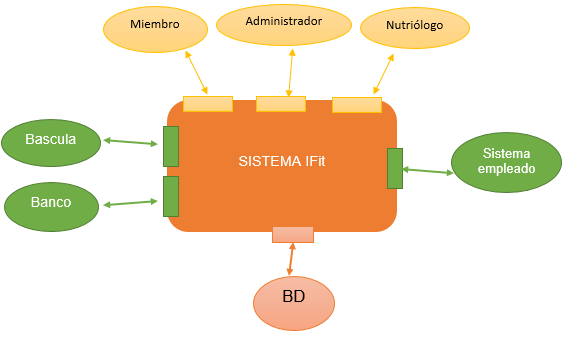 Miembro
Administrador
Nutriólogo
Bascula
SISTEMA IFit
Sistema
empleado
Banco
BD